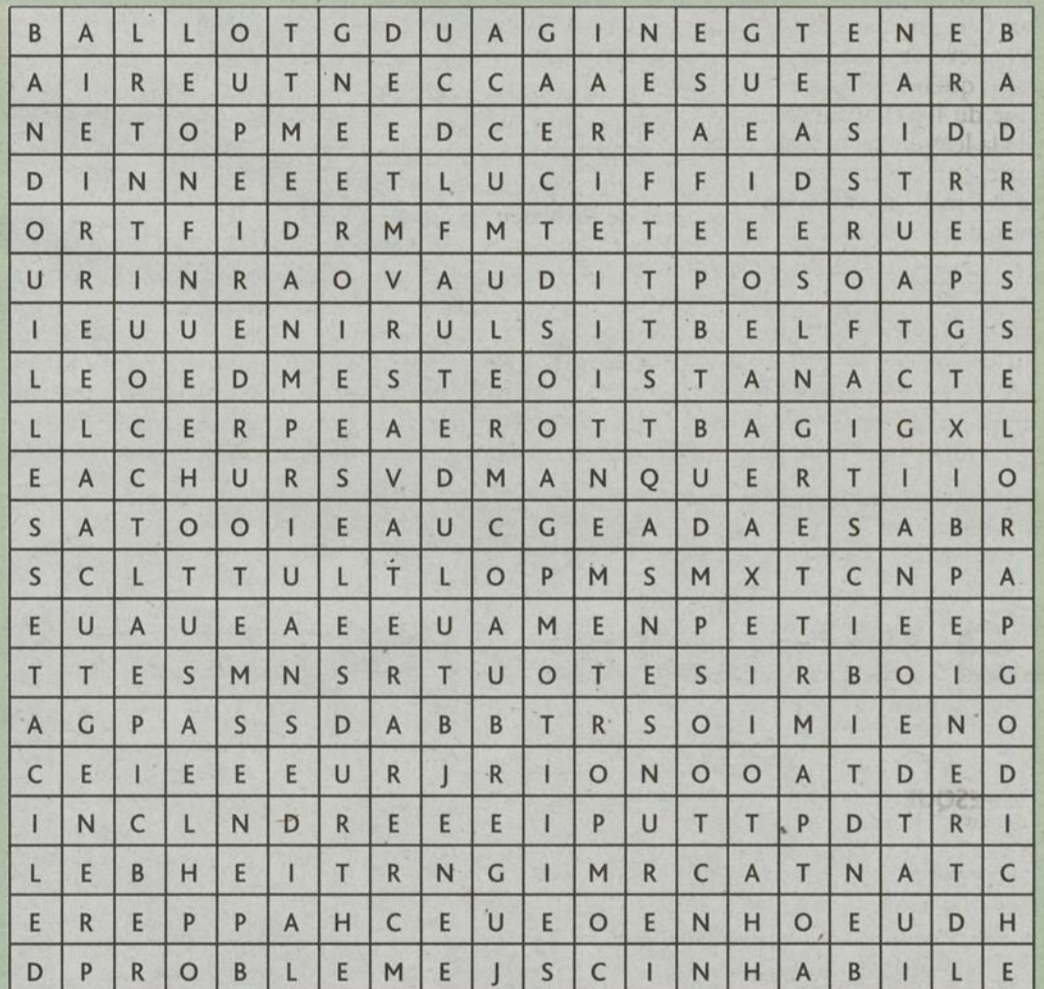 B A L L O T G D U A G I N E G T E N E B
A I R E U T N E C C A A E S U E T A R A
N E T O P M E E D C E R F A E A S I D D
D I N N E E E T L U C I F F I D S T R R
O R T F I D R M F M T E T E E E R U E E
U R I N R A O V A U D I T P O S O A P S
I E U U E N I R U L S I T B E L F T G S
L E O E D M E S T E O I S T A N A C T E
L L C E R P E A E R O T T B A G I G X L
E A C H U R S V D M A N Q U E R T I I O
S A T O O I E A U C G E A D A E S A B R
S C L T T U L T L O P M S M X T C N P A
E U A U E A E E U A M E N P E T I E E P
T T E S M N S R T U O T E S I R B O I G
A G P A S S D A B B T R S O I M I E N O
C E I E E E U R J R I O N O O A T D E D
I N C L N D R E E E I P U T T P D T R I
L E B H E I T R N G I M R C A T N A T C
E R E P P A H C E U E O E N H O E U D H
D P R O B L E M E J S C I N H A B I L E